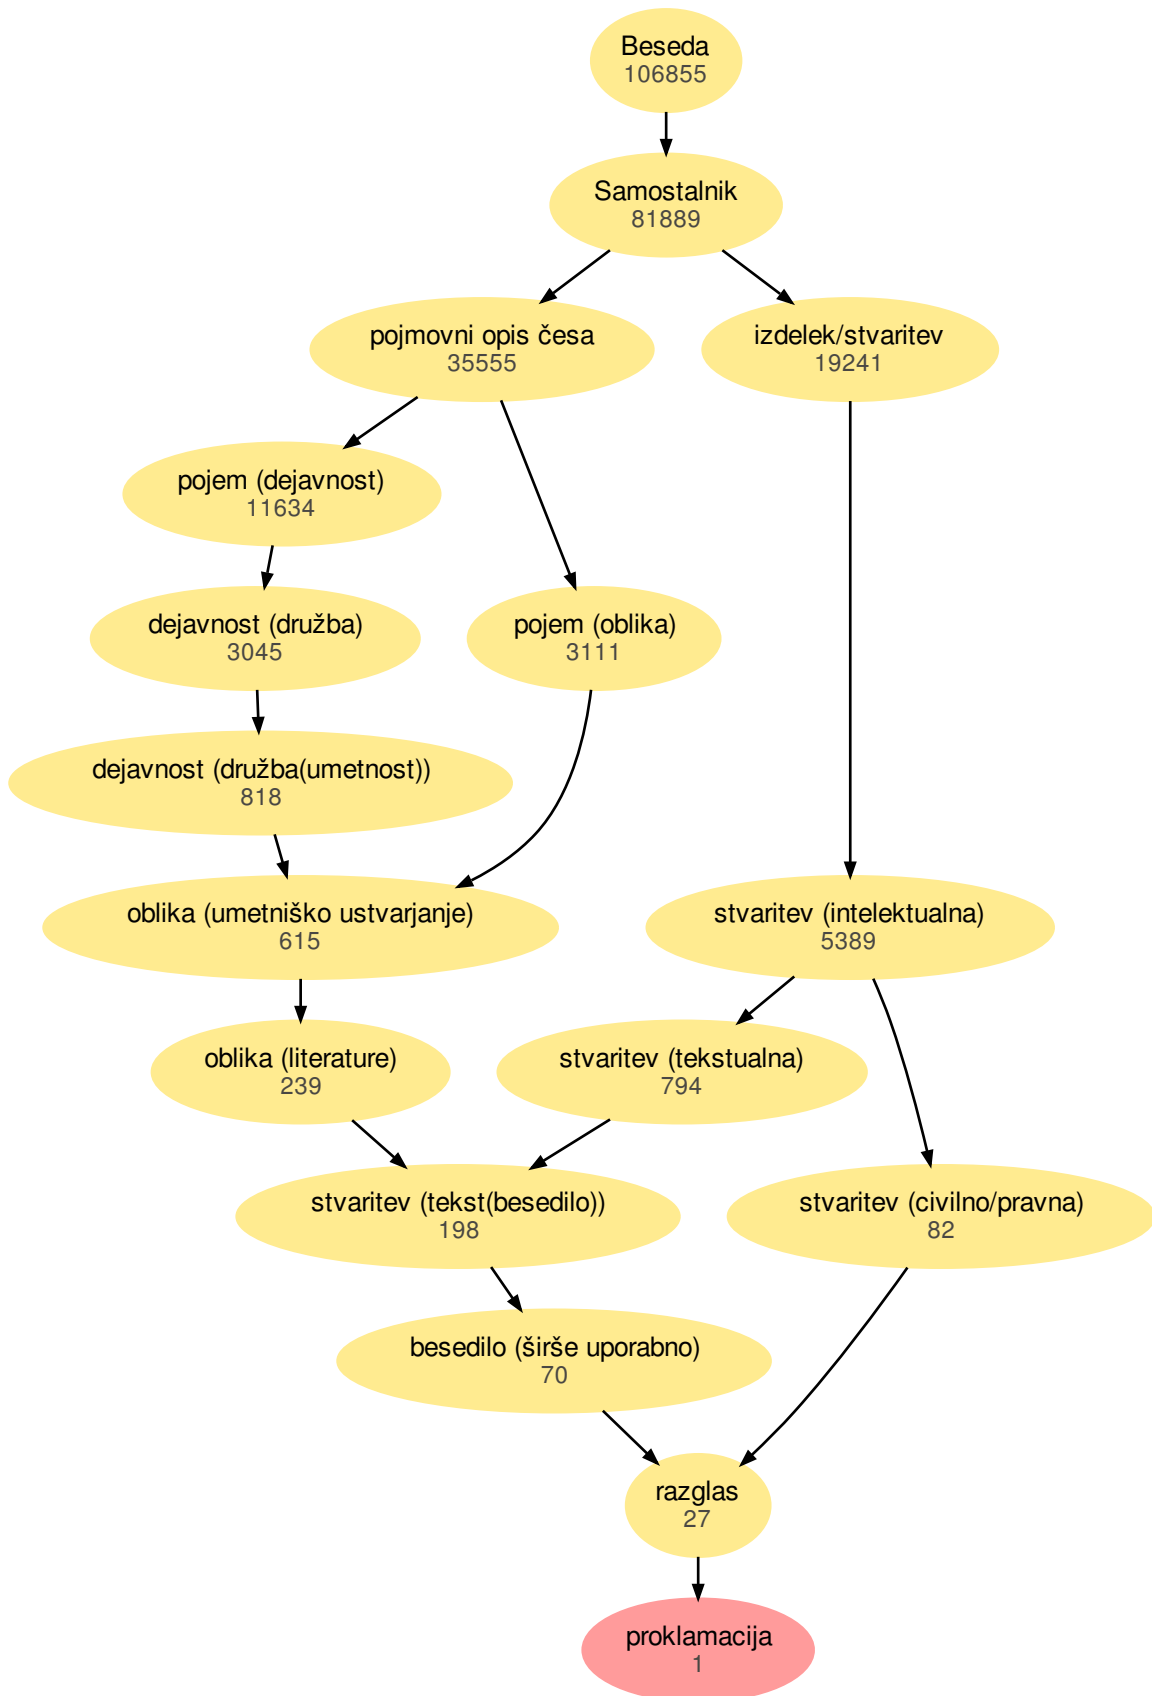 Beseda
106855
Samostalnik
81889
pojmovni opis česa
35555
izdelek/stvaritev
19241
pojem (dejavnost)
11634
dejavnost (družba)
3045
pojem (oblika)
3111
dejavnost (družba(umetnost))
818
oblika (umetniško ustvarjanje)
615
stvaritev (intelektualna)
5389
oblika (literature)
239
stvaritev (tekstualna)
794
stvaritev (tekst(besedilo))
198
stvaritev (civilno/pravna)
82
besedilo (širše uporabno)
70
razglas
27
proklamacija
1